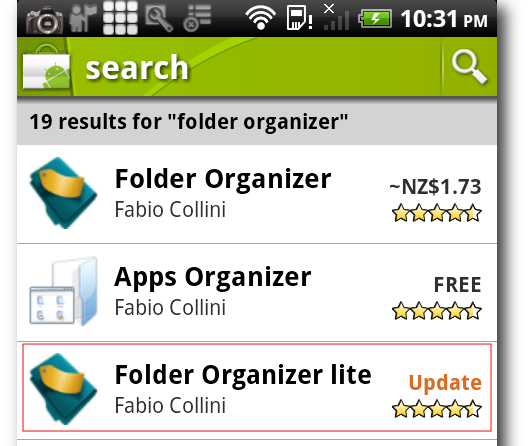 10:31 PM
search
19 results for "folder organizer"
Folder Organizer
Fabio Collini
~NZ$1.73
Apps Organizer
Fabio Collini
FREE
Folder Organizer lite
Fabio Collini
Update